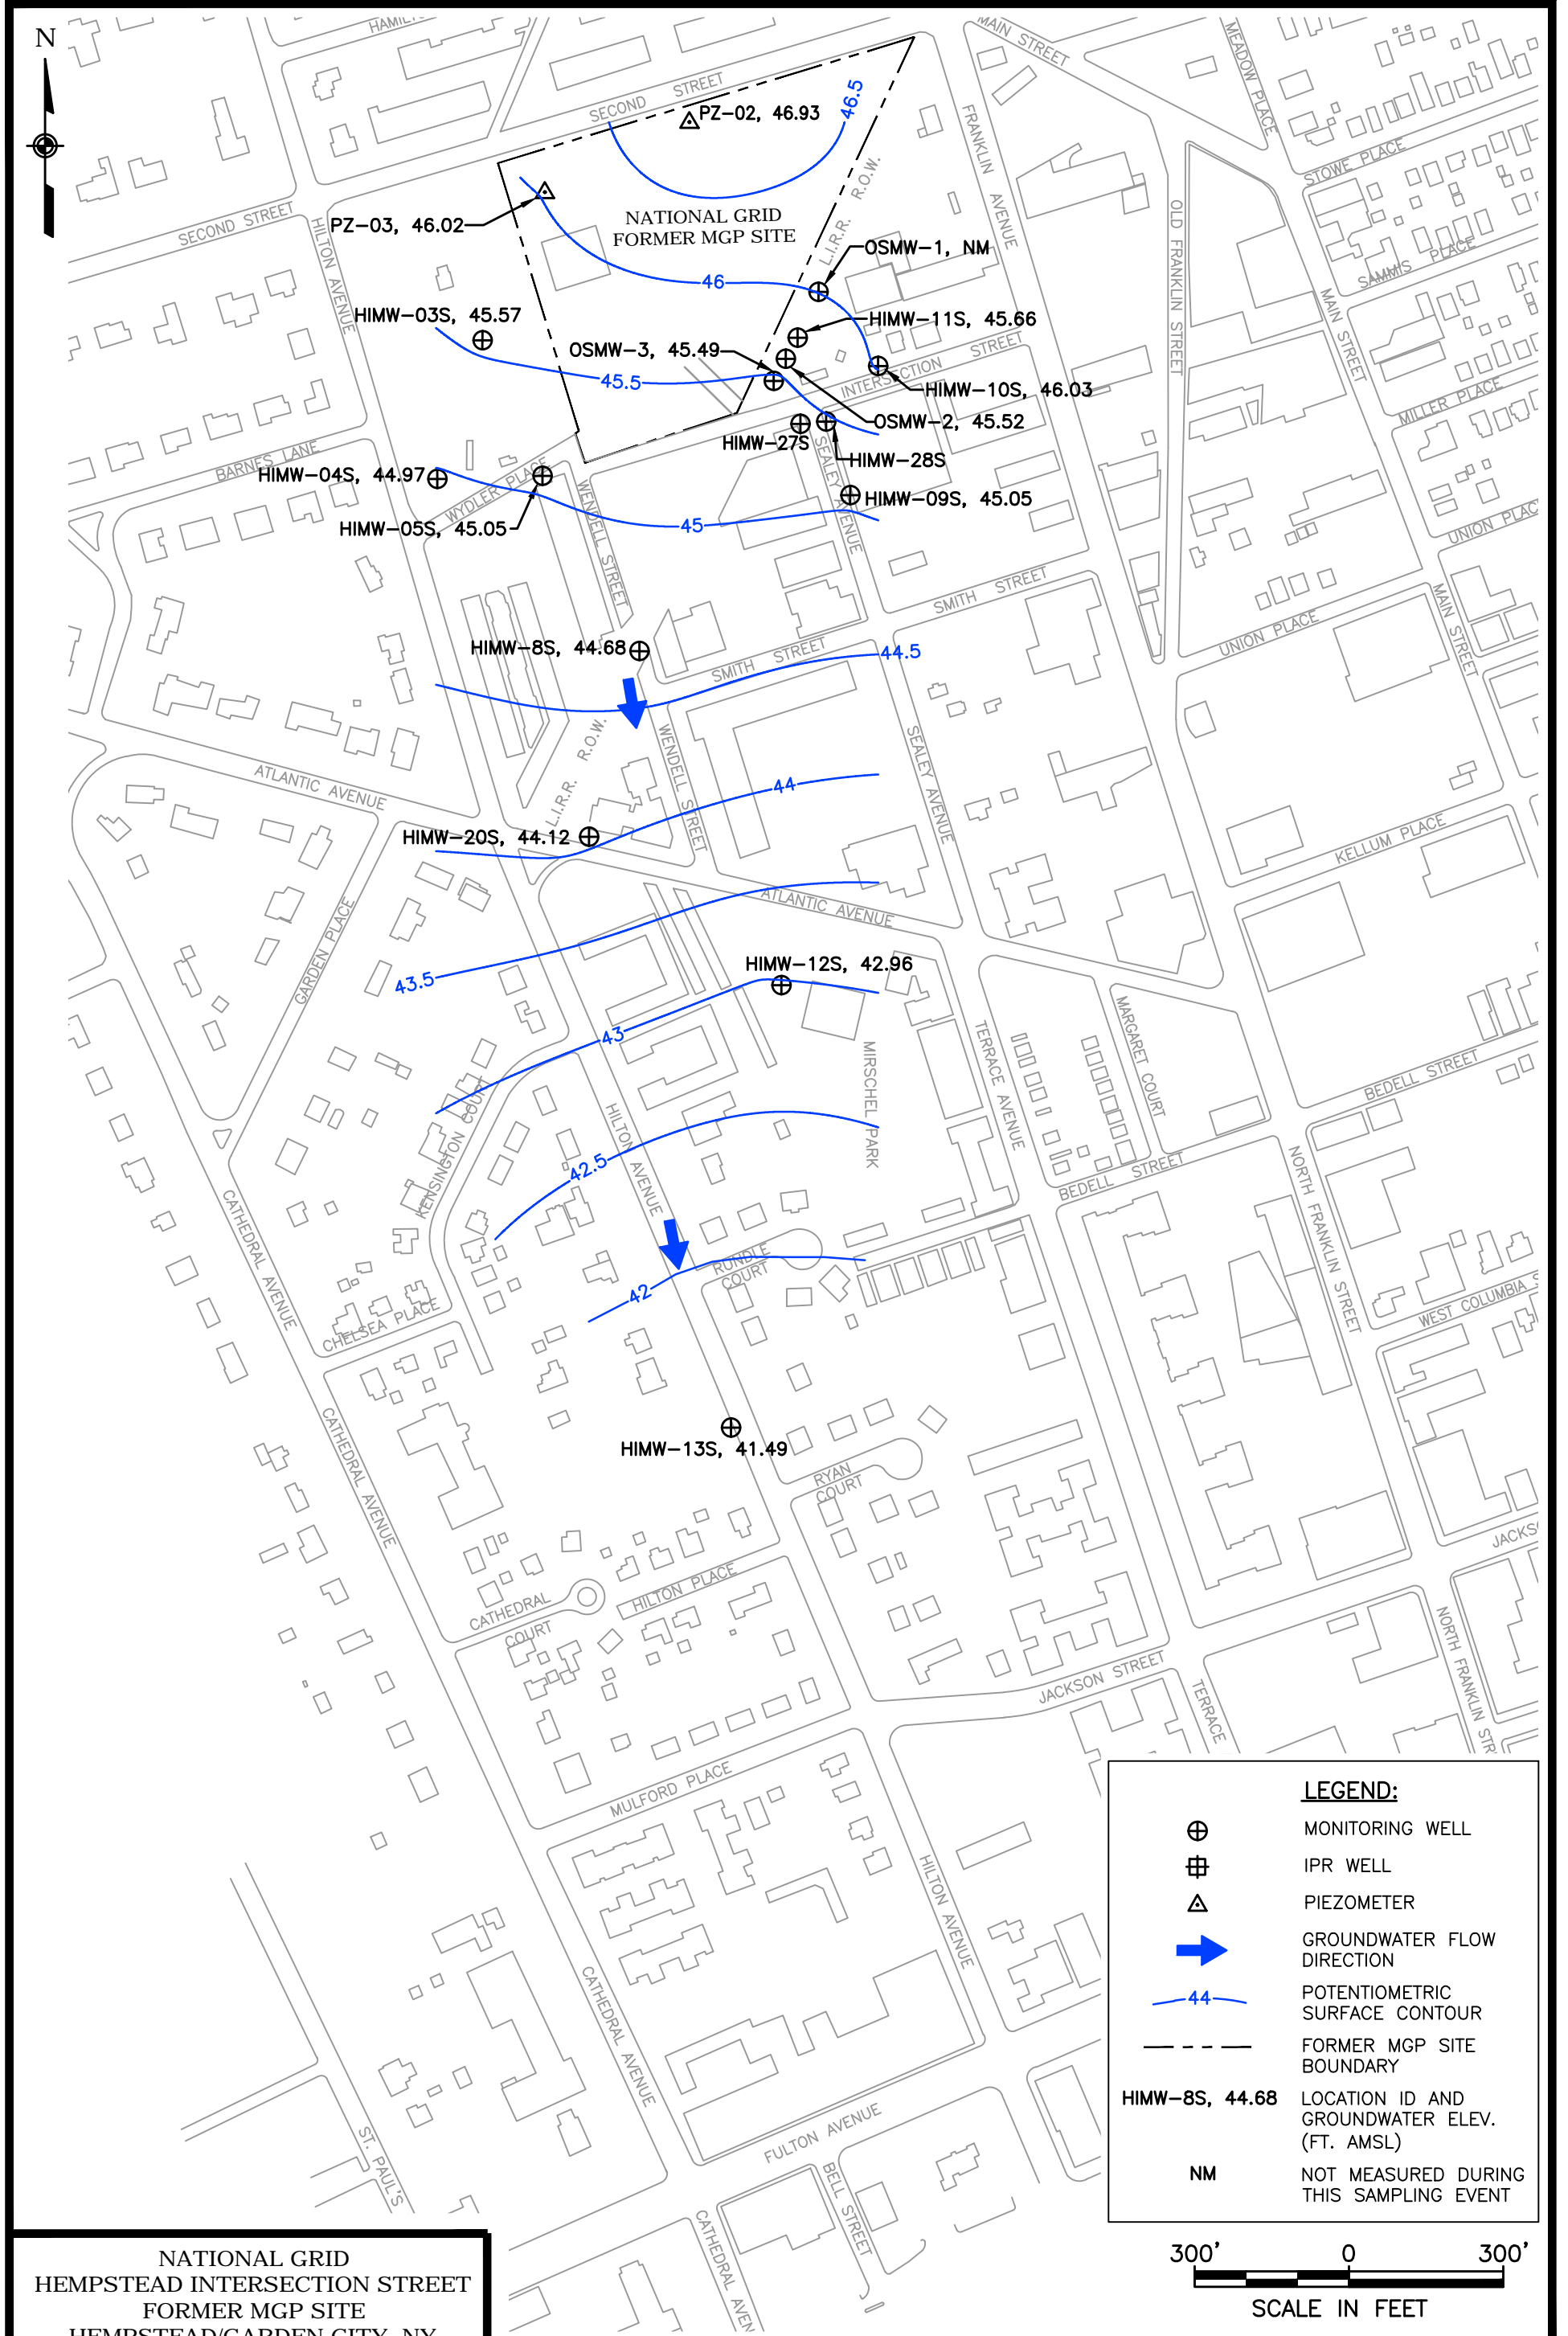 N
MAIN STREET
MEADOW PLACE
SECOND STREET
PZ-02, 46.93
46.5
FRANKLIN AVENUE
STOWE PLACE
L.I.R.R. R.O.W.
SECOND STREET
HILTON AVENUE
PZ-03, 46.02
NATIONAL GRID
FORMER MGP SITE
OLD FRANKLIN STREET
OSMW-1, NM
SAMMIS PLACE
46
MAIN STREET
HIMW-03S, 45.57
HIMW-11S, 45.66
OSMW-3, 45.49
INTERSECTION STREET
45.5
HIMW-10S, 46.03
MILLER PLACE
OSMW-2, 45.52
HIMW-27S
HIMW-28S
SEALEY AVENUE
BARNES LANE
HIMW-04S, 44.97
WYDLER PLACE
WENDELL STREET
HIMW-09S, 45.05
HIMW-05S, 45.05
45
UNION PLAC
SMITH STREET
MAIN STREET
UNION PLACE
HIMW-8S, 44.68
SMITH STREET
44.5
L.I.R.R. R.O.W.
WENDELL STREET
SEALEY AVENUE
ATLANTIC AVENUE
44
HIMW-20S, 44.12
KELLUM PLACE
ATLANTIC AVENUE
GARDEN PLACE
43.5
HIMW-12S, 42.96
43
TERRACE AVENUE
MARGARET COURT
MIRSCHEL PARK
BEDELL STREET
KENSINGTON COURT
HILTON AVENUE
42.5
BEDELL STREET
NORTH FRANKLIN STREET
CATHEDRAL AVENUE
RUNDLE
COURT
42
CHELSEA PLACE
WEST COLUMBIA S
CATHEDRAL AVENUE
HIMW-13S, 41.49
RYAN
COURT
JACKS
CATHEDRAL
COURT
HILTON PLACE
NORTH FRANKLIN STR
JACKSON STREET
TERRACE
MULFORD PLACE
HILTON AVENUE
CATHEDRAL AVENUE
FULTON AVENUE
ST. PAUL'S
BELL STREET
CATHEDRAL AVEN
LEGEND:
MONITORING WELL
IPR WELL
PIEZOMETER
GROUNDWATER FLOW
DIRECTION
44
POTENTIOMETRIC
SURFACE CONTOUR
FORMER MGP SITE
BOUNDARY
HIMW-8S, 44.68
LOCATION ID AND
GROUNDWATER ELEV.
(FT. AMSL)
NM
NOT MEASURED DURING
THIS SAMPLING EVENT
300' 0 300'
SCALE IN FEET
NATIONAL GRID
HEMPSTEAD INTERSECTION STREET
FORMER MGP SITE
HEMPSTEAD/GARDEN CITY, NY